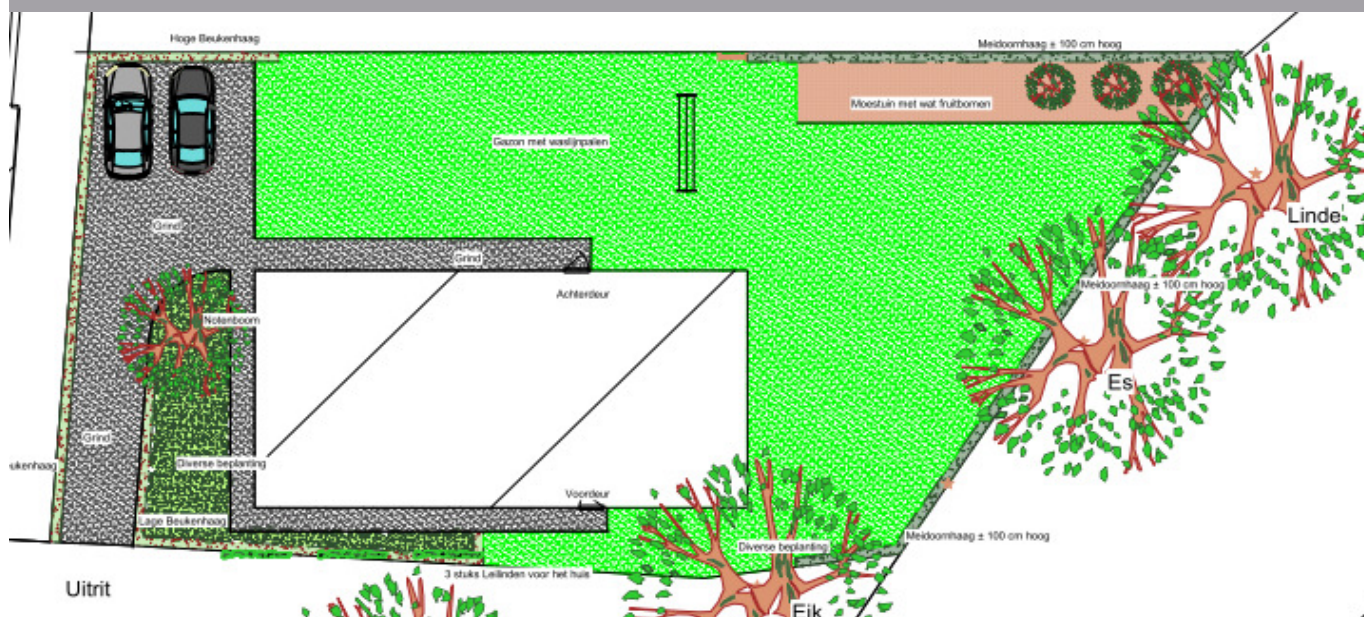 Hoge Beukenhaag
Meidoornhaag ± 100 cm hoog
Moestuin met wat fruitbomen
Gazon met waslijnpalen
Linde
Grind
Grind
Meidoornhaag ± 100 cm hoog
Achterdeur
Notenboom
Es
Grind
eukenhaag
Diverse beplanting
Voordeur
Lage Beukenhaag
Meidoornhaag ± 100 cm hoog
Diverse beplanting
3 stuks Leilinden voor het huis
Uitrit
Eik